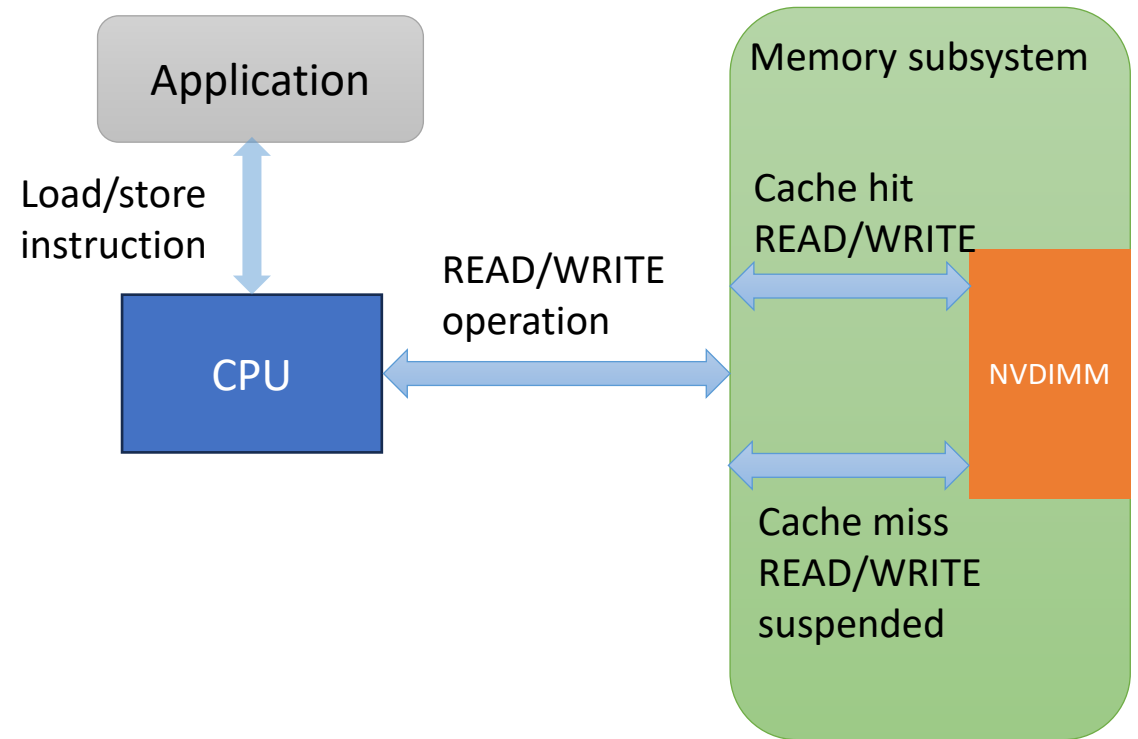 Application
Memory subsystem
Load/store
instruction
CPU
READ/WRITE
operation
Cache hit
READ/WRITE
NVDIMM
Cache miss
READ/WRITE
suspended